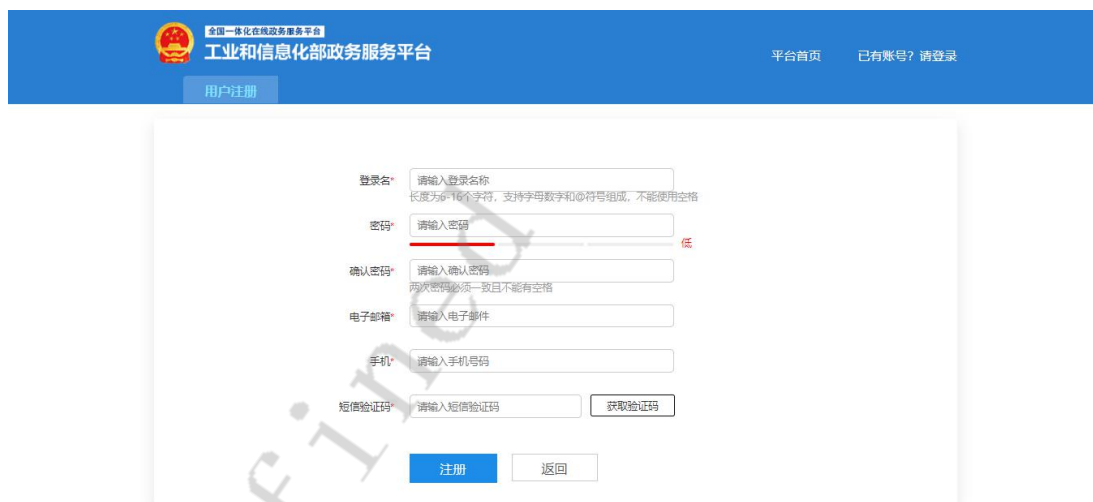 全国一体化在线政务服务平台
工业和信息化部政务服务平台
平台首页 已有账号？请登录
用户注册
登录名* 请输入登录名称
长度为6-16个字符，支持字母数字和@符号组成，不能使用空格
密码* 请输入密码
低
确认密码* 请输入确认密码
两次密码必须一致且不能有空格
电子邮箱* 请输入电子邮件
手机* 请输入手机号码
短信验证码* 请输入短信验证码 获取验证码
注册 返回
fined